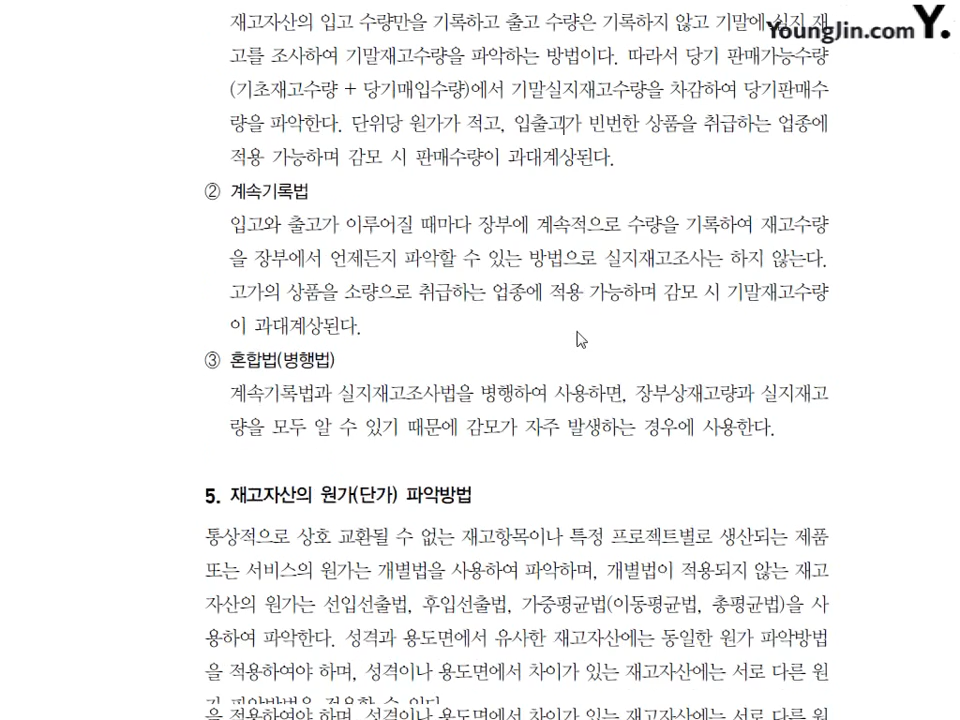 재고자산의 입고 수량만을 기록하고 출고 수량은 기록하지 않고 기말에 실지 재
YoungJin.com Y.
고를 조사하여 기말재고수량을 파악하는 방법이다. 따라서 당기 판매가능수량
(기초재고수량 + 당기매입수량)에서 기말실지재고수량을 차감하여 당기판매수
량을 파악한다. 단위당 원가가 적고, 입출고가 빈번한 상품을 취급하는 업종에
적용 가능하며 감모 시 판매수량이 과대계상된다.
② 계속기록법
입고와 출고가 이루어질 때마다 장부에 계속적으로 수량을 기록하여 재고수량
을 장부에서 언제든지 파악할 수 있는 방법으로 실지재고조사는 하지 않는다.
고가의 상품을 소량으로 취급하는 업종에 적용 가능하며 감모 시 기말재고수량
이 과대계상된다.
③ 혼합법(병행법)
계속기록법과 실지재고조사법을 병행하여 사용하면, 장부상재고량과 실지재고
량을 모두 알 수 있기 때문에 감모가 자주 발생하는 경우에 사용한다.
5. 재고자산의 원가(단가) 파악방법
통상적으로 상호 교환될 수 없는 재고항목이나 특정 프로젝트별로 생산되는 제품
또는 서비스의 원가는 개별법을 사용하여 파악하며, 개별법이 적용되지 않는 재고
자산의 원가는 선입선출법, 후입선출법, 가중평균법(이동평균법, 총평균법)을 사
용하여 파악한다. 성격과 용도면에서 유사한 재고자산에는 동일한 원가 파악방법
을 적용하여야 하며, 성격이나 용도면에서 차이가 있는 재고자산에는 서로 다른 원
을 적용하여야 하며, 성격이나 용도면에서 차이가 있는 재고자산에는 서로 다른 원